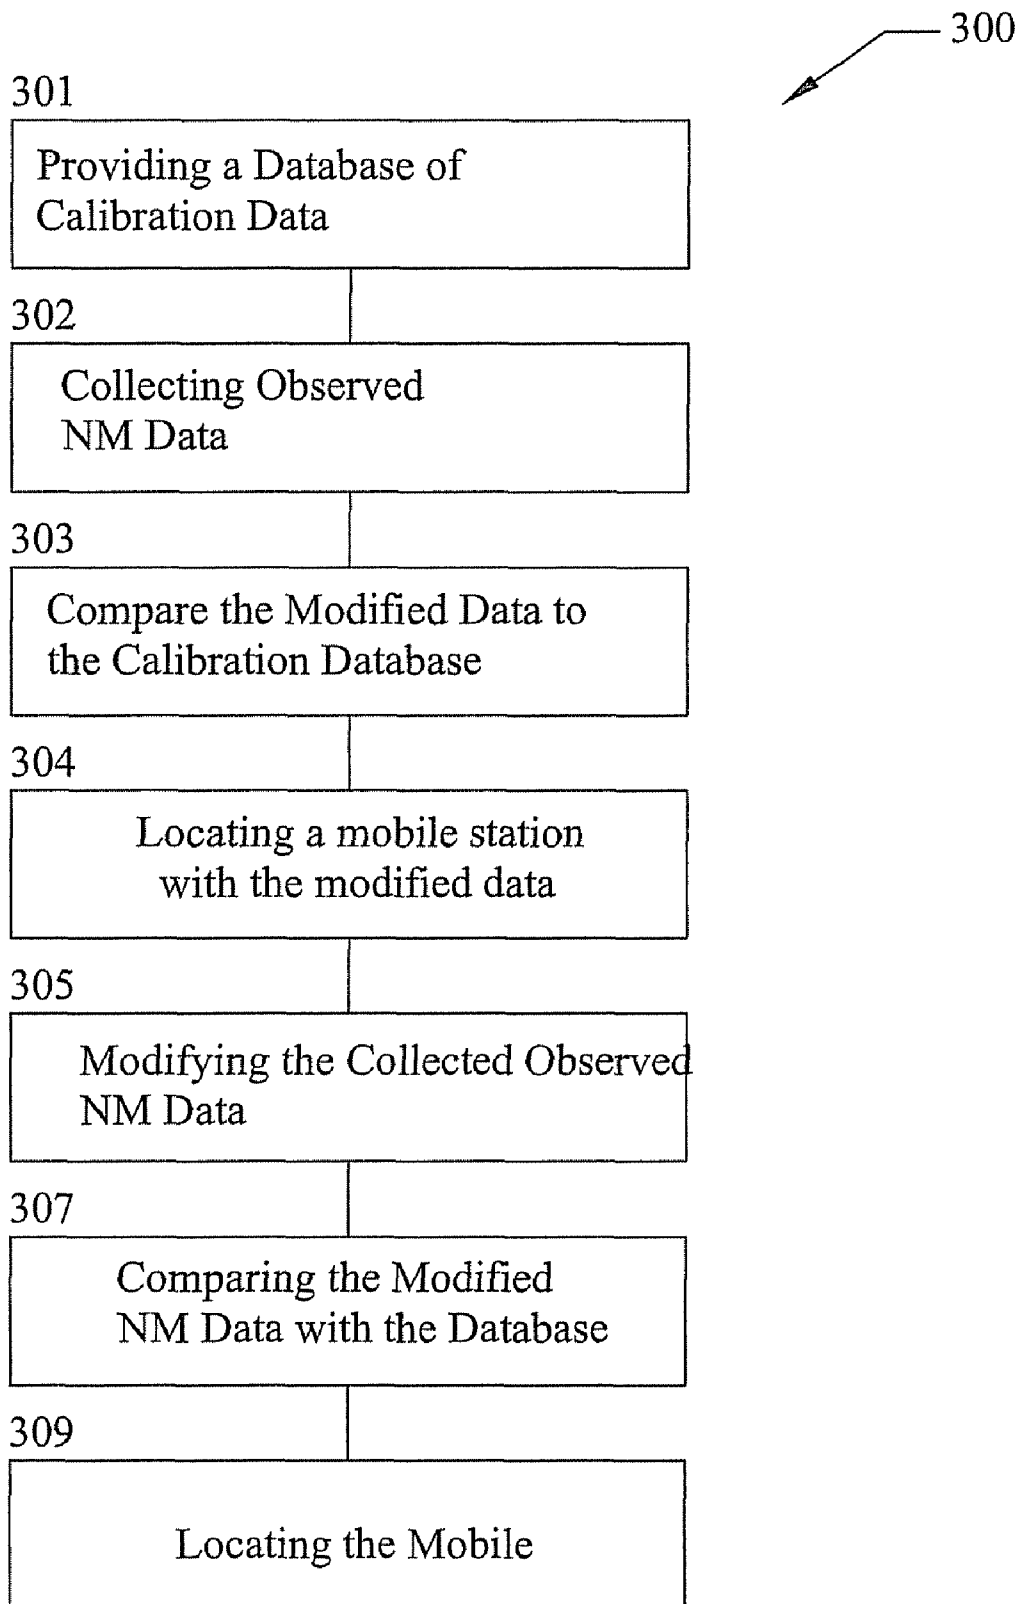 300
301
Providing a Database of
Calibration Data
302
Collecting Observed
NM Data
303
Compare the Modified Data to
the Calibration Database
304
Locating a mobile station
with the modified data
305
Modifying the Collected Observed
NM Data
307
Comparing the Modified
NM Data with the Database
309
Locating the Mobile